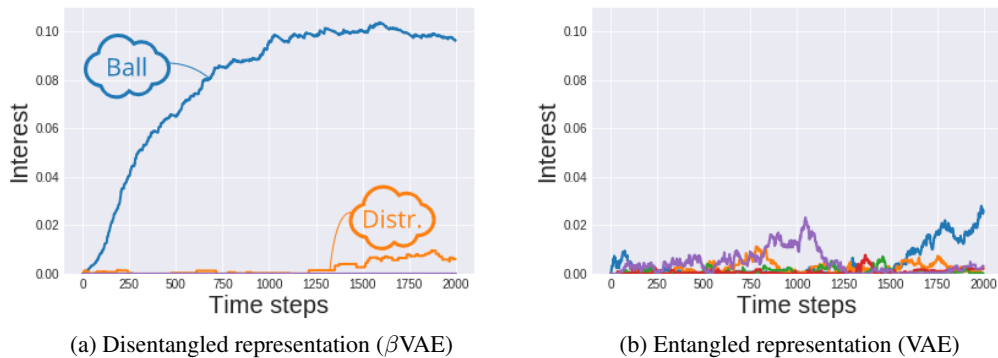 0.10
0.08
0.06
0.04
0.02
0.00
Interest
Ball
Distr.
0 250 500 750 1000 1250 1500 1750 2000
Time steps
(a) Disentangled representation (βVAE)
0.10
0.08
0.06
0.04
0.02
0.00
Interest
0 250 500 750 1000 1250 1500 1750 2000
Time steps
(b) Entangled representation (VAE)